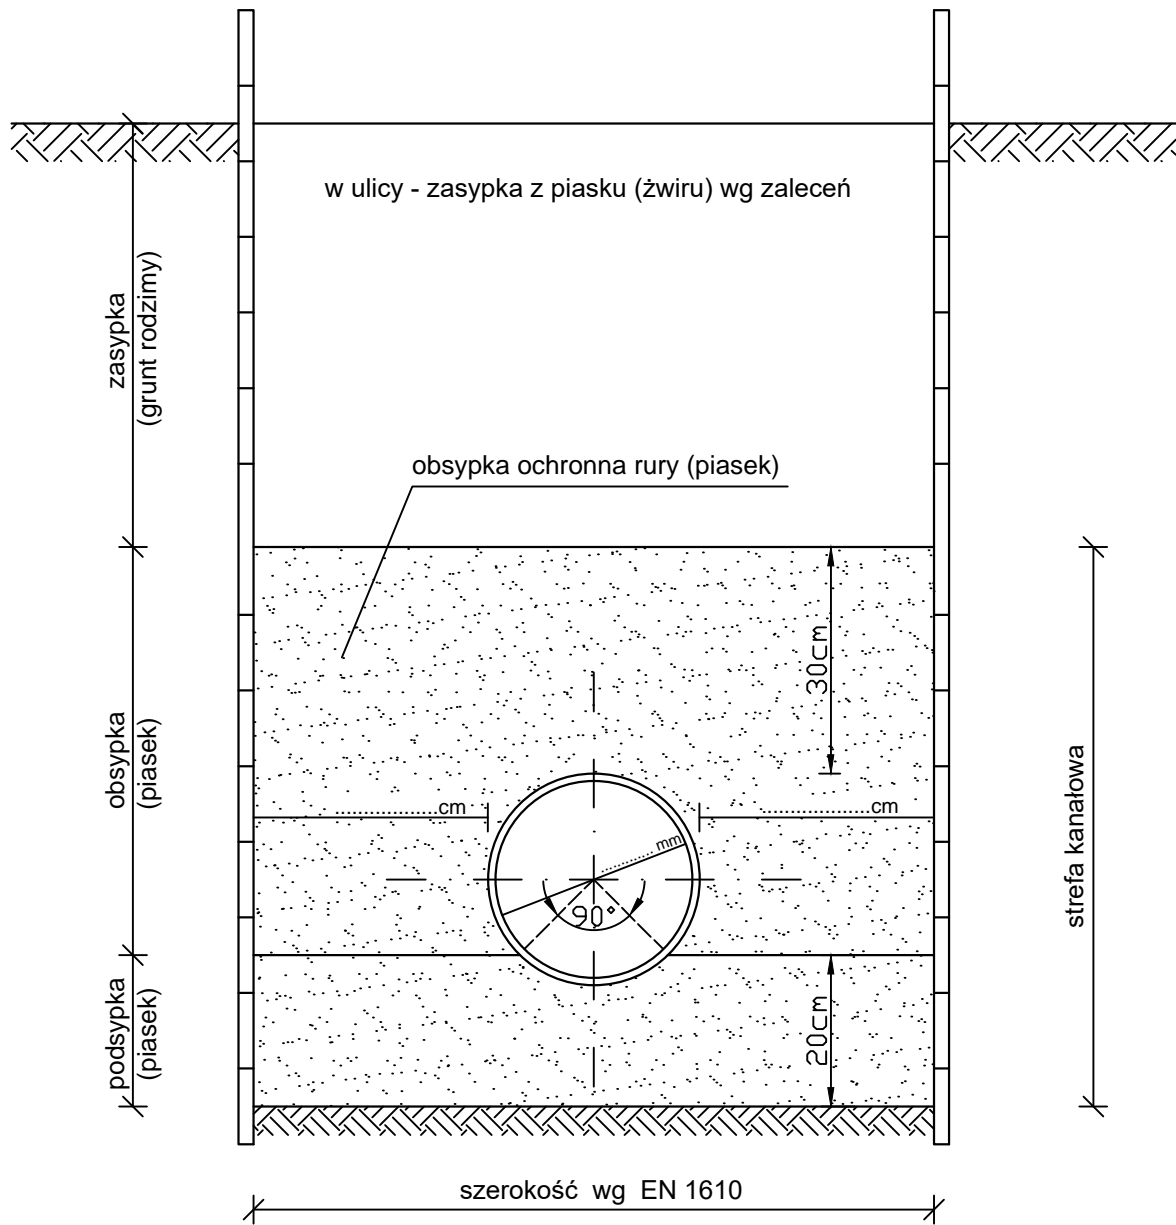 w ulicy - zasypka z piasku (żwiru) wg zaleceń
zasypka
(grunt rodzimy)
obsypka ochronna rury (piasek)
30cm
obsypka
(piasek)
......................cm
......................cm
.......... mm
90°
strefa kanałowa
podsypka
(piasek)
20cm
szerokość wg EN 1610